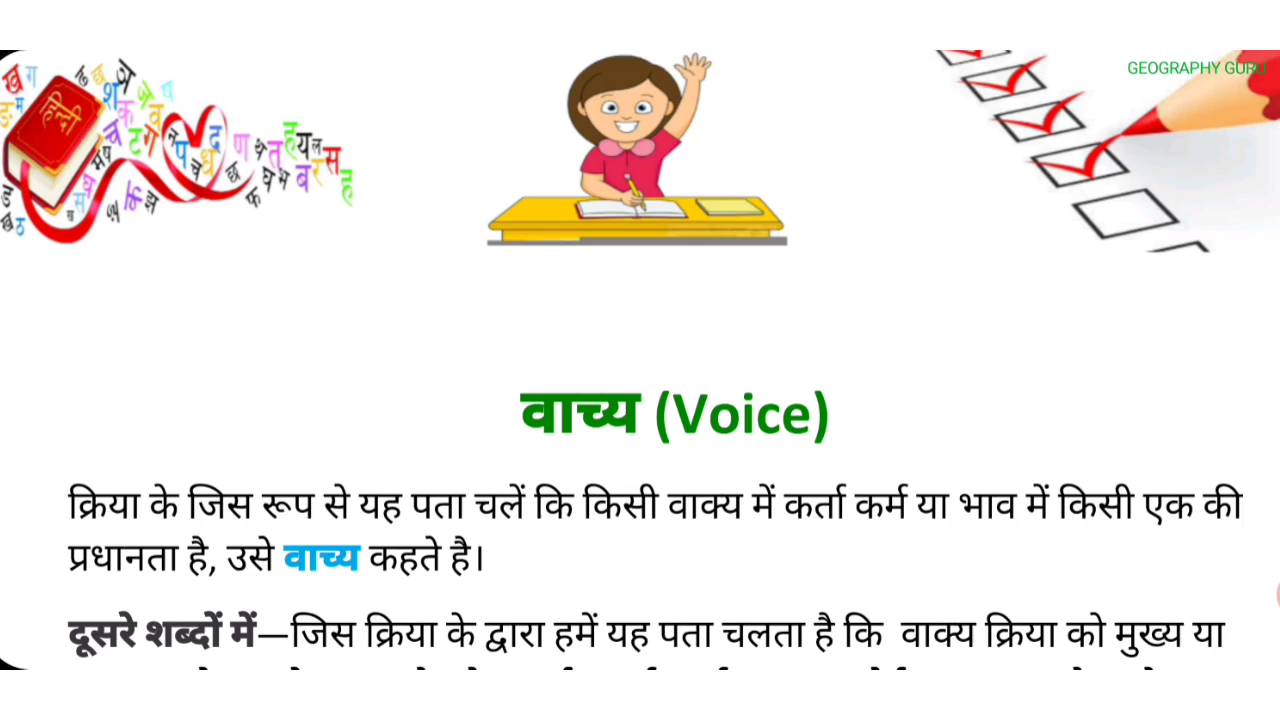 हिन्दी
GEOGRAPHY GURU
वाच्य (Voice)
क्रिया के जिस रूप से यह पता चलें कि किसी वाक्य में कर्ता कर्म या भाव में किसी एक की
प्रधानता है, उसे वाच्य कहते है।
दूसरे शब्दों में—जिस क्रिया के द्वारा हमें यह पता चलता है कि वाक्य क्रिया को मुख्य या